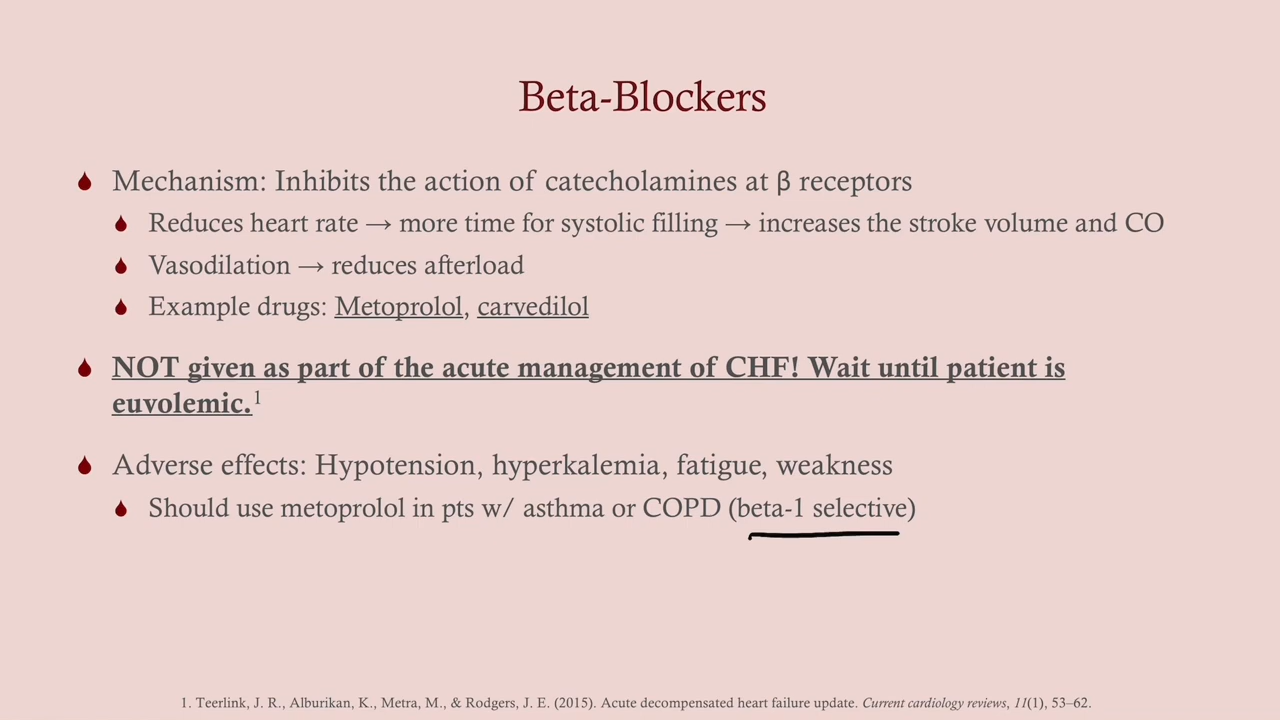 Beta-Blockers
Mechanism: Inhibits the action of catecholamines at β receptors
Reduces heart rate → more time for systolic filling → increases the stroke volume and CO
Vasodilation → reduces afterload
Example drugs: Metoprolol, carvedilol
NOT given as part of the acute management of CHF! Wait until patient is
euvolemic.1
Adverse effects: Hypotension, hyperkalemia, fatigue, weakness
Should use metoprolol in pts w/ asthma or COPD (beta-1 selective)
1. Teerlink, J. R., Alburikan, K., Metra, M., & Rodgers, J. E. (2015). Acute decompensated heart failure update. Current cardiology reviews, 11(1), 53–62.